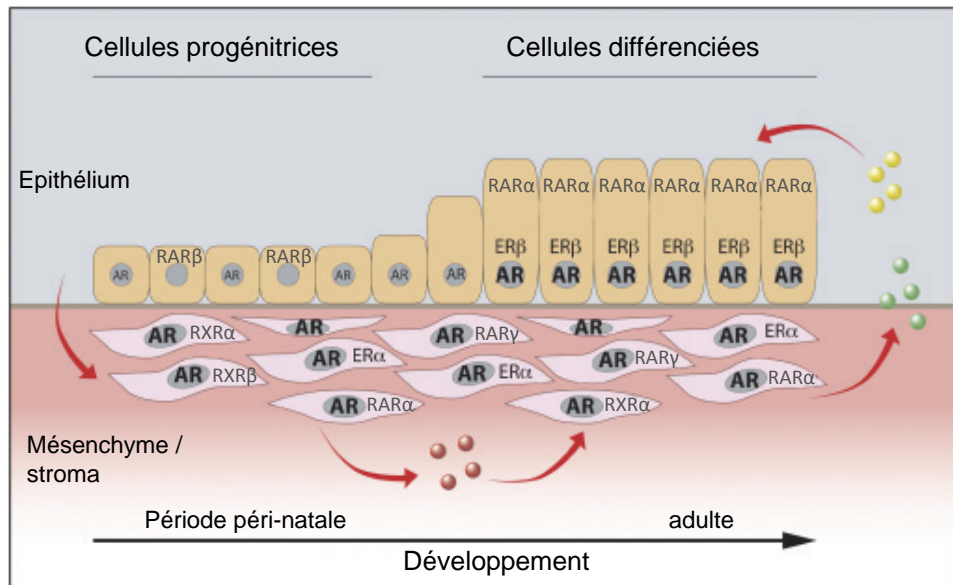 Cellules progénitrices
Cellules différenciées
Epithélium
RARα RARα RARα RARα RARα RARα
RARβ RARβ
ERβ ERβ ERβ ERβ ERβ ERβ
AR AR AR AR AR AR AR AR AR AR AR
AR RXRα AR AR RARγ AR AR ERα
AR RXRβ AR ERα AR ERα AR RARγ AR RARα
AR RARα AR RXRα
Mésenchyme /
stroma
Période péri-natale adulte
Développement